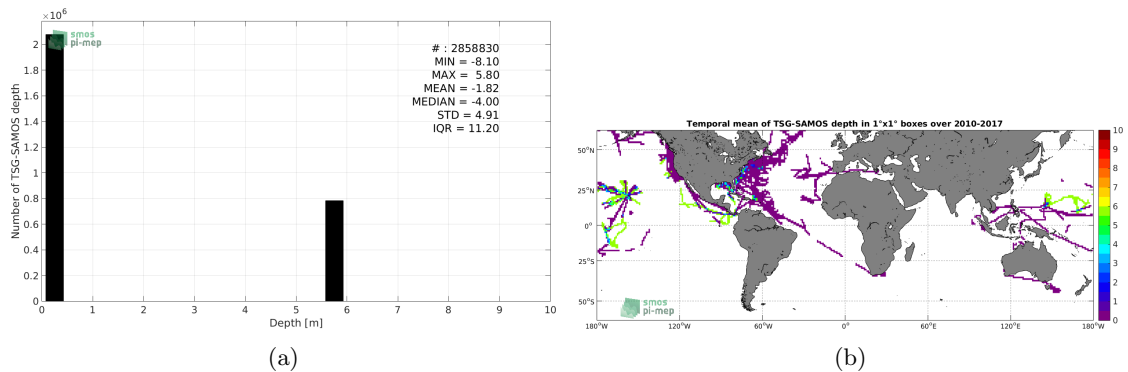 ×10⁶
smos
pi-mep
# : 2858830
MIN = -8.10
MAX = 5.80
MEAN = -1.82
MEDIAN = -4.00
STD = 4.91
IQR = 11.20
Number of TSG-SAMOS depth
2
1.8
1.6
1.4
1.2
1
0.8
0.6
0.4
0.2
0
0 1 2 3 4 5 6 7 8 9 10
Depth [m]
(a)
Temporal mean of TSG-SAMOS depth in 1°x1° boxes over 2010-2017
50°N
25°N
0°
25°S
50°S
smos
pi-mep
180°W 120°W 60°W 0° 60°E 120°E 180°W
10
9
8
7
6
5
4
3
2
1
0
(b)